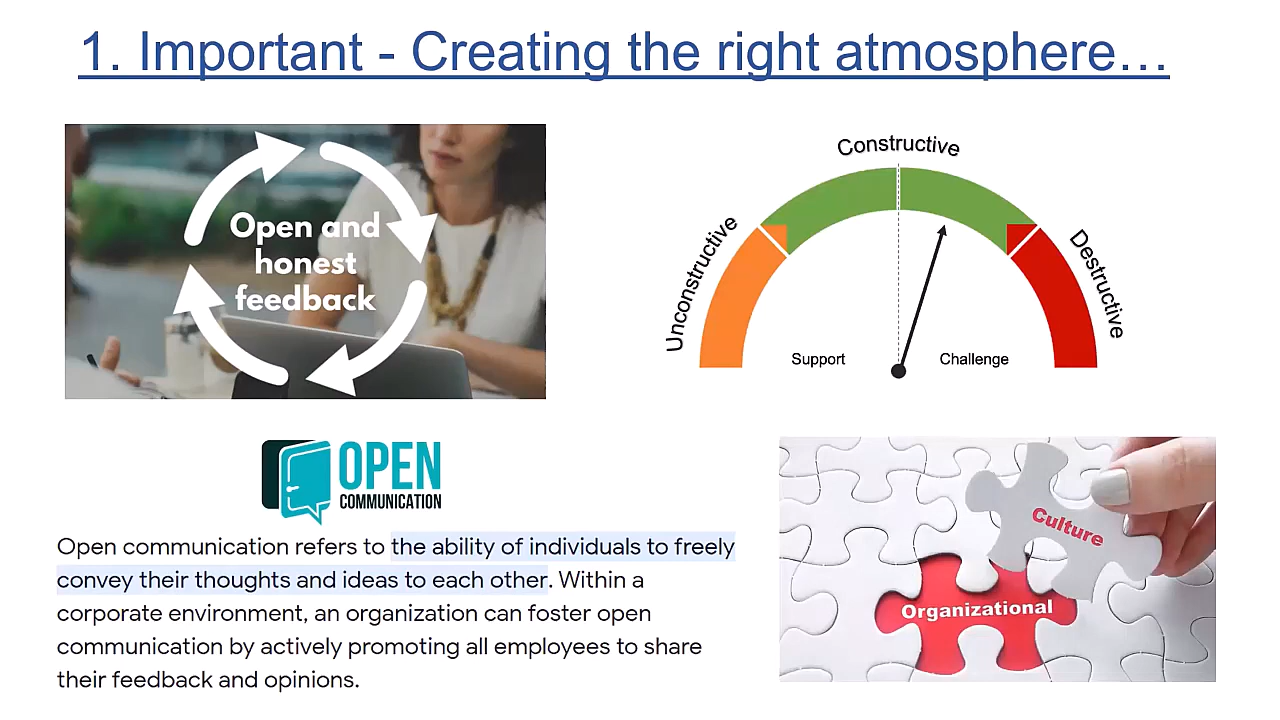 1. Important - Creating the right atmosphere…
Open and
honest
feedback
Constructive
Unconstructive
Destructive
Support
Challenge
OPEN
COMMUNICATION
Open communication refers to the ability of individuals to freely
convey their thoughts and ideas to each other. Within a
corporate environment, an organization can foster open
communication by actively promoting all employees to share
their feedback and opinions.
Culture
Organizational